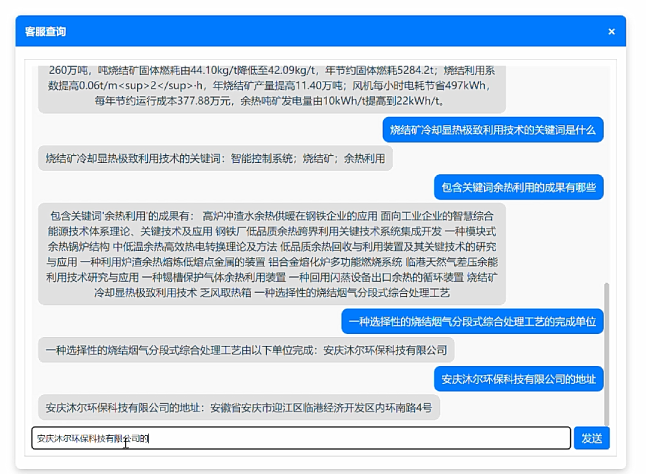 客服查询
×
260万吨，吨烧结矿固体燃耗由44.10kg/t降低至42.09kg/t，年节约固体燃耗5284.2t；烧结利用系
数提高0.06t/m<sup>2</sup>·h，年烧结矿产量提高11.40万吨；风机每小时电耗节省497kWh，
每年节约运行成本377.88万元，余热吨矿发电量由10kWh/t提高到22kWh/t。
烧结矿冷却显热极致利用技术的关键词是什么
烧结矿冷却显热极致利用技术的关键词：智能控制系统；烧结矿；余热利用
包含关键词余热利用的成果有哪些
包含关键词'余热利用'的成果有： 高炉冲渣水余热供暖在钢铁企业的应用 面向工业企业的智慧综合
能源技术体系理论、关键技术及应用 钢铁厂低品质余热跨界利用关键技术系统集成开发 一种模块式
余热锅炉结构 中低温余热高效热电转换理论及方法 低品质余热回收与利用装置及其关键技术的研究
与应用 一种利用炉渣余热熔炼低熔点金属的装置 铝合金熔化炉多功能燃烧系统 临港天然气差压余能
利用技术研究与应用 一种锡槽保护气体余热利用装置 一种回用闪蒸设备出口余热的循环装置 烧结矿
冷却显热极致利用技术 乏风取热箱 一种选择性的烧结烟气分段式综合处理工艺
一种选择性的烧结烟气分段式综合处理工艺的完成单位
一种选择性的烧结烟气分段式综合处理工艺由以下单位完成：安庆沐尔环保科技有限公司
安庆沐尔环保科技有限公司的地址
安庆沐尔环保科技有限公司的地址：安徽省安庆市迎江区临港经济开发区内环南路4号
安庆沐尔环保科技有限公司的
发送